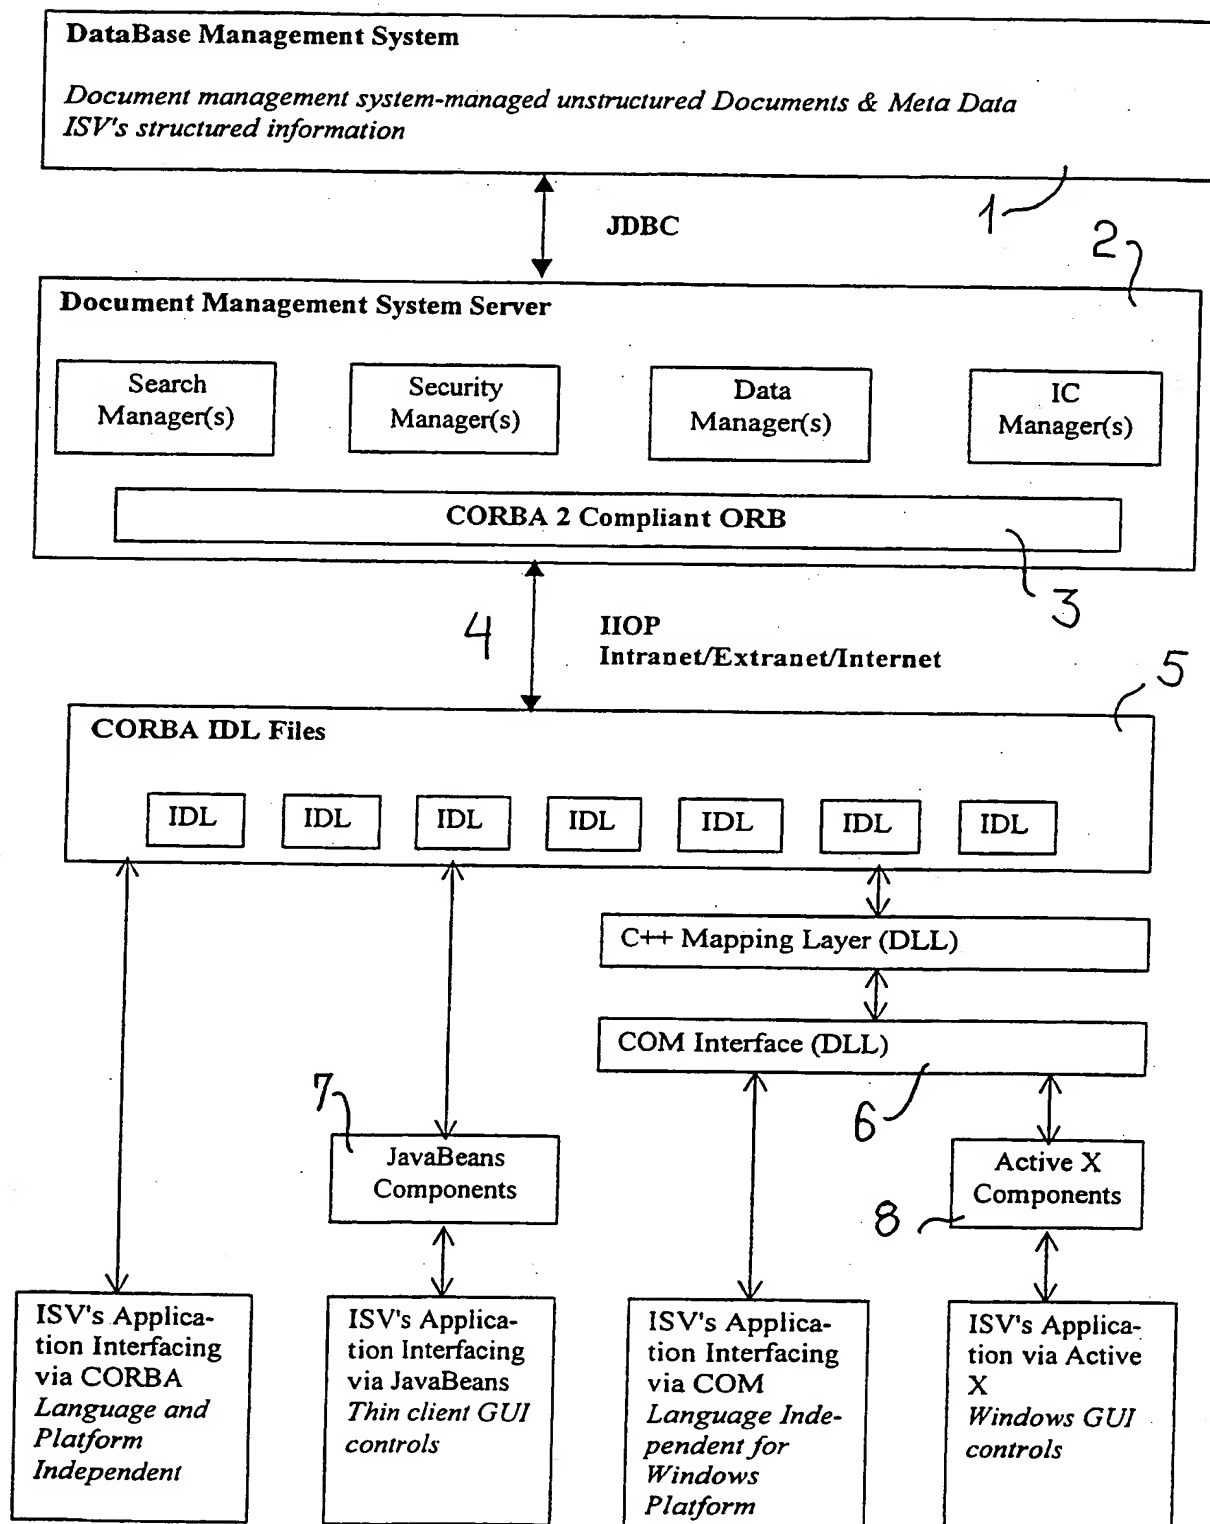 DataBase Management System
Document management system-managed unstructured Documents & Meta Data
ISV's structured information
1
JDBC
2
Document Management System Server
Search
Manager(s)
Security
Manager(s)
Data
Manager(s)
IC
Manager(s)
CORBA 2 Compliant ORB
3
4
IIOP
Intranet/Extranet/Internet
5
CORBA IDL Files
IDL
IDL
IDL
IDL
IDL
IDL
IDL
C++ Mapping Layer (DLL)
COM Interface (DLL)
6
7
JavaBeans
Components
Active X
Components
8
ISV's Applica-
tion Interfacing
via CORBA
Language and
Platform
Independent
ISV's Applica-
tion Interfacing
via JavaBeans
Thin client GUI
controls
ISV's Applica-
tion Interfacing
via COM
Language Inde-
pendent for
Windows
Platform
ISV's Applica-
tion via Active
X
Windows GUI
controls